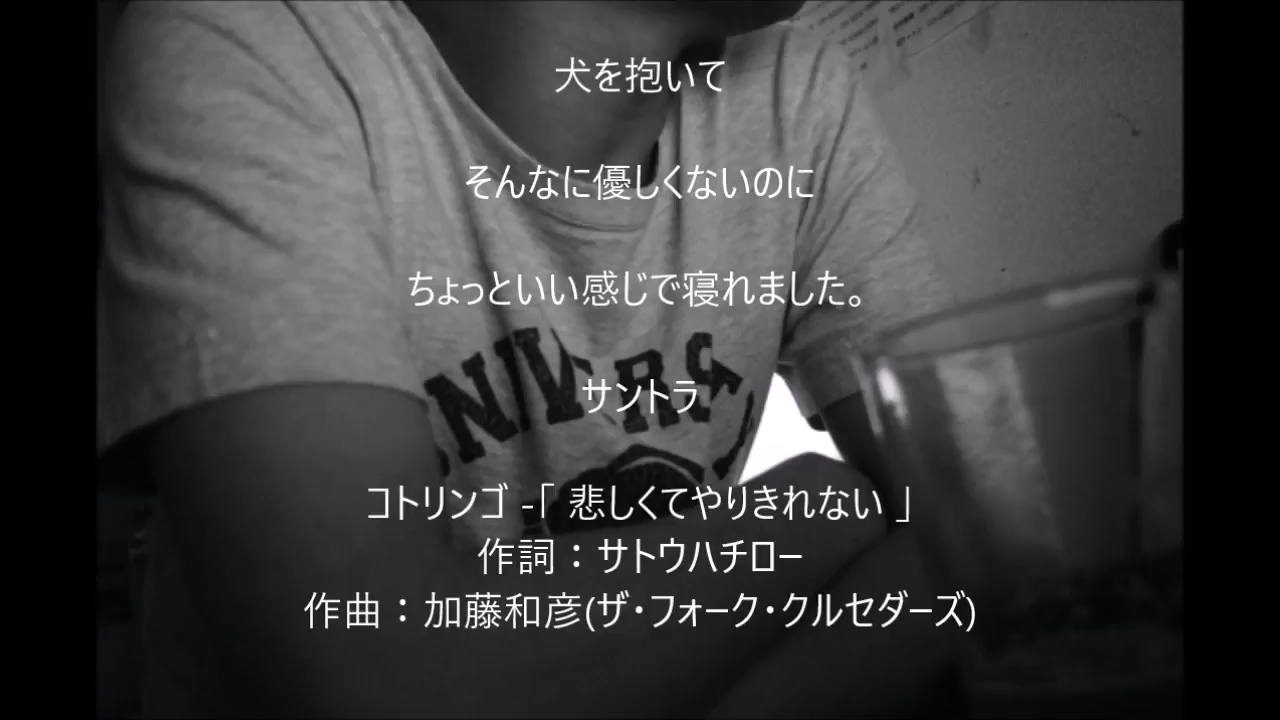 犬を抱いて
そんなに優しくないのに
ちょっといい感じで寝れました。
サントラ
コトリンゴ -「 悲しくてやりきれない 」
作詞：サトウハチロー
作曲：加藤和彦(ザ・フォーク・クルセダーズ)